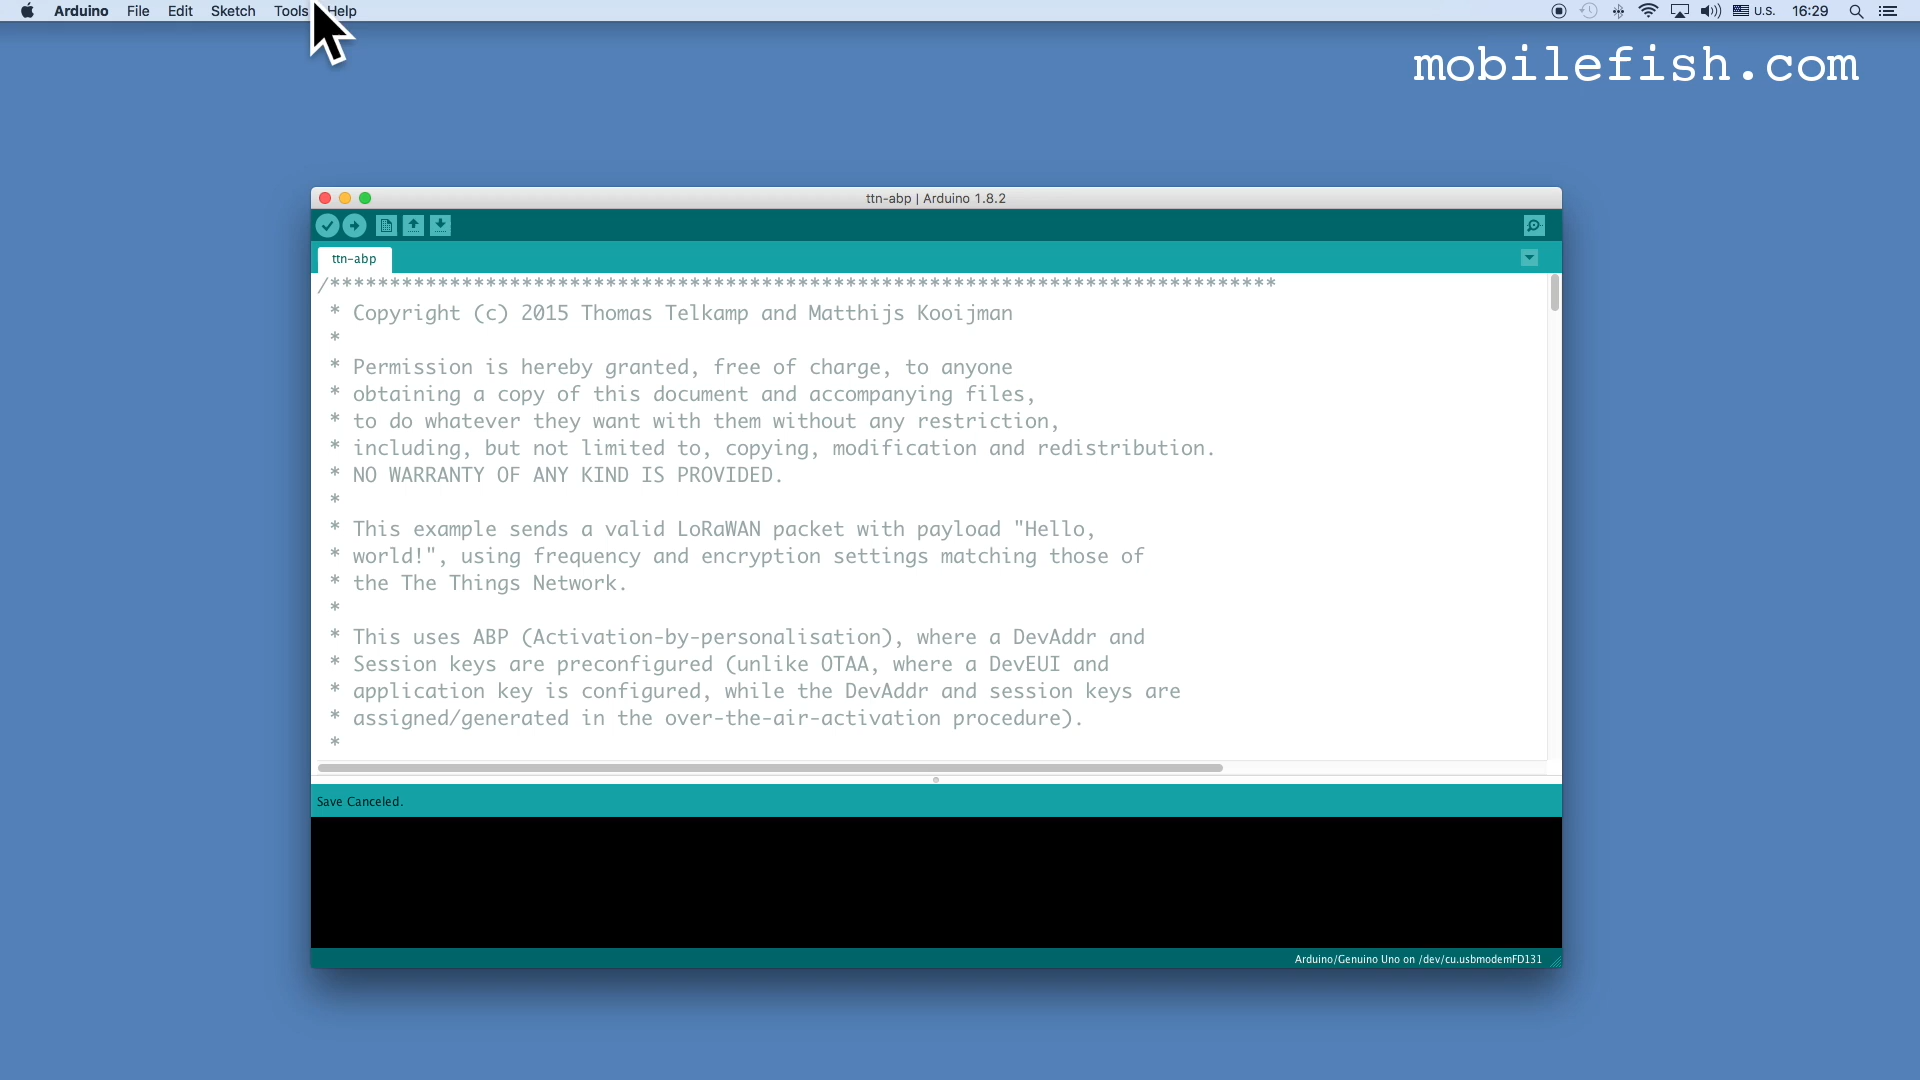 Arduino File Edit Sketch Tools Help U.S. 16:29
mobilefish.com
ttn-abp | Arduino 1.8.2
ttn-abp
/*******************************************************************************
* Copyright (c) 2015 Thomas Telkamp and Matthijs Kooijman
*
* Permission is hereby granted, free of charge, to anyone
* obtaining a copy of this document and accompanying files,
* to do whatever they want with them without any restriction,
* including, but not limited to, copying, modification and redistribution.
* NO WARRANTY OF ANY KIND IS PROVIDED.
*
* This example sends a valid LoRaWAN packet with payload "Hello,
* world!", using frequency and encryption settings matching those of
* the The Things Network.
*
* This uses ABP (Activation-by-personalisation), where a DevAddr and
* Session keys are preconfigured (unlike OTAA, where a DevEUI and
* application key is configured, while the DevAddr and session keys are
* assigned/generated in the over-the-air-activation procedure).
*
Save Canceled.
Arduino/Genuino Uno on /dev/cu.usbmodemFD131